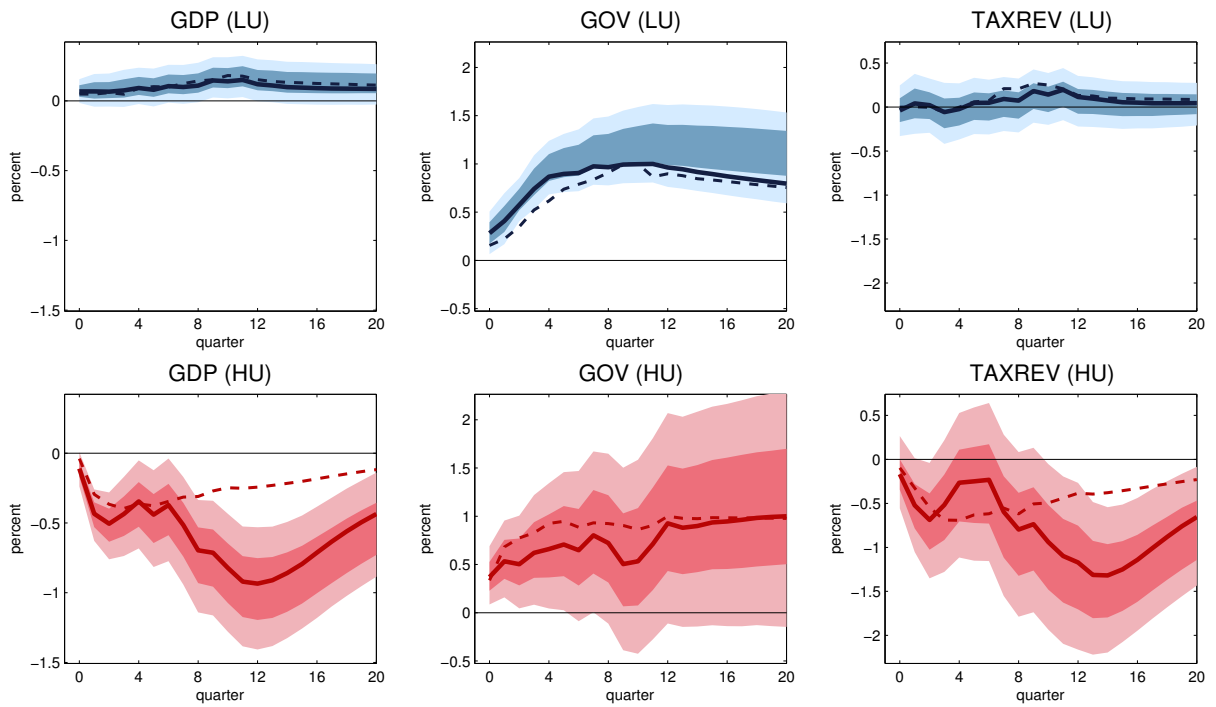 GDP (LU)
0
−0.5
−1
−1.5
percent
0 4 8 12 16 20
quarter
GOV (LU)
2
1.5
1
0.5
0
−0.5
percent
0 4 8 12 16 20
quarter
TAXREV (LU)
0.5
0
−0.5
−1
−1.5
−2
percent
0 4 8 12 16 20
quarter
GDP (HU)
0
−0.5
−1
−1.5
percent
0 4 8 12 16 20
quarter
GOV (HU)
2
1.5
1
0.5
0
−0.5
percent
0 4 8 12 16 20
quarter
TAXREV (HU)
0.5
0
−0.5
−1
−1.5
−2
percent
0 4 8 12 16 20
quarter